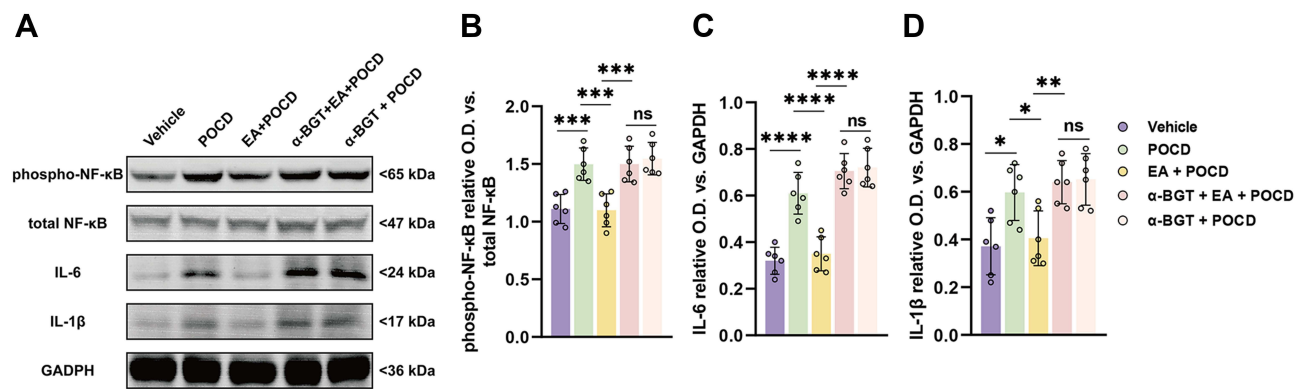 A
Vehicle
POCD
EA+POCD
α-BGT+EA+POCD
α-BGT + POCD
phospho-NF-κB
<65 kDa
total NF-κB
<47 kDa
IL-6
<24 kDa
IL-1β
<17 kDa
GADPH
<36 kDa
B
phospho-NF-κB relative O.D. vs.
total NF-κB
2.0
1.5
1.0
0.5
0.0
***
***
***
ns
C
IL-6 relative O.D. vs. GAPDH
1.0
0.8
0.6
0.4
0.2
0.0
****
****
****
ns
D
IL-1β relative O.D. vs. GAPDH
1.0
0.8
0.6
0.4
0.2
0.0
*
*
**
ns
Vehicle
POCD
EA + POCD
α-BGT + EA + POCD
α-BGT + POCD